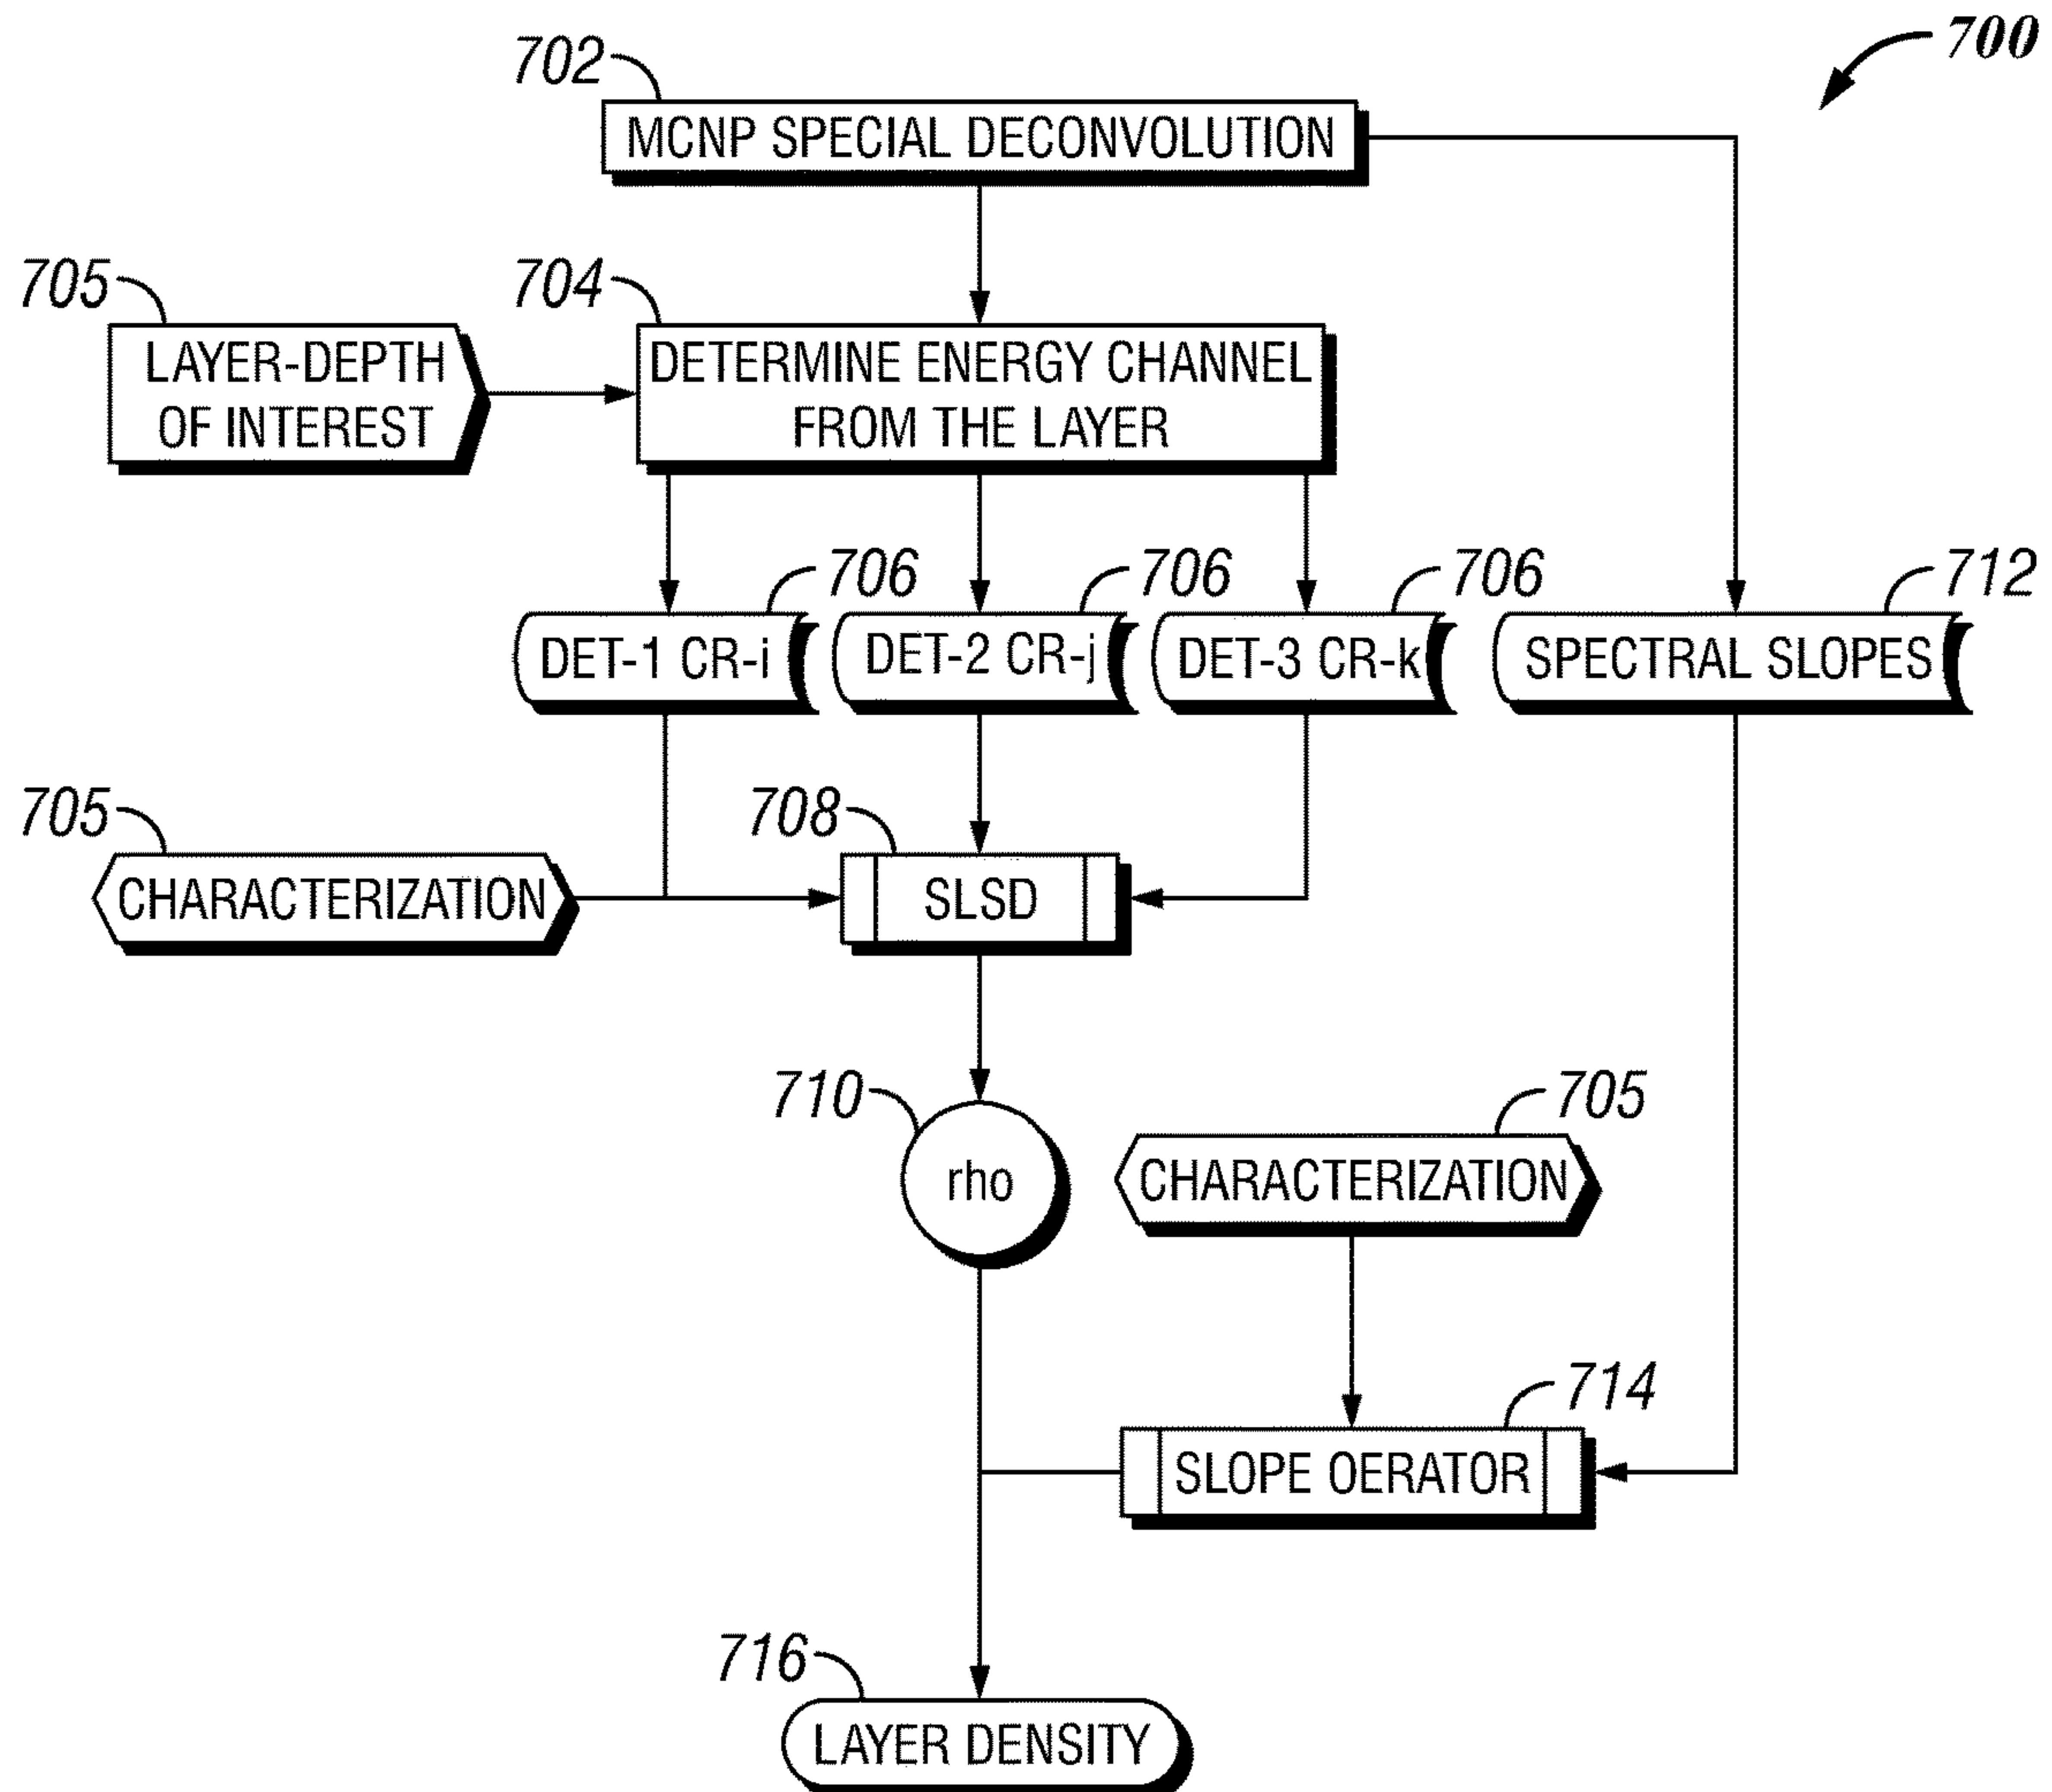 700
702
MCNP SPECIAL DECONVOLUTION
705
704
LAYER-DEPTH
OF INTEREST
DETERMINE ENERGY CHANNEL
FROM THE LAYER
706
706
706
712
DET-1 CR-i
DET-2 CR-j
DET-3 CR-k
SPECTRAL SLOPES
705
708
CHARACTERIZATION
SLSD
710
705
rho
CHARACTERIZATION
714
SLOPE OERATOR
716
LAYER DENSITY